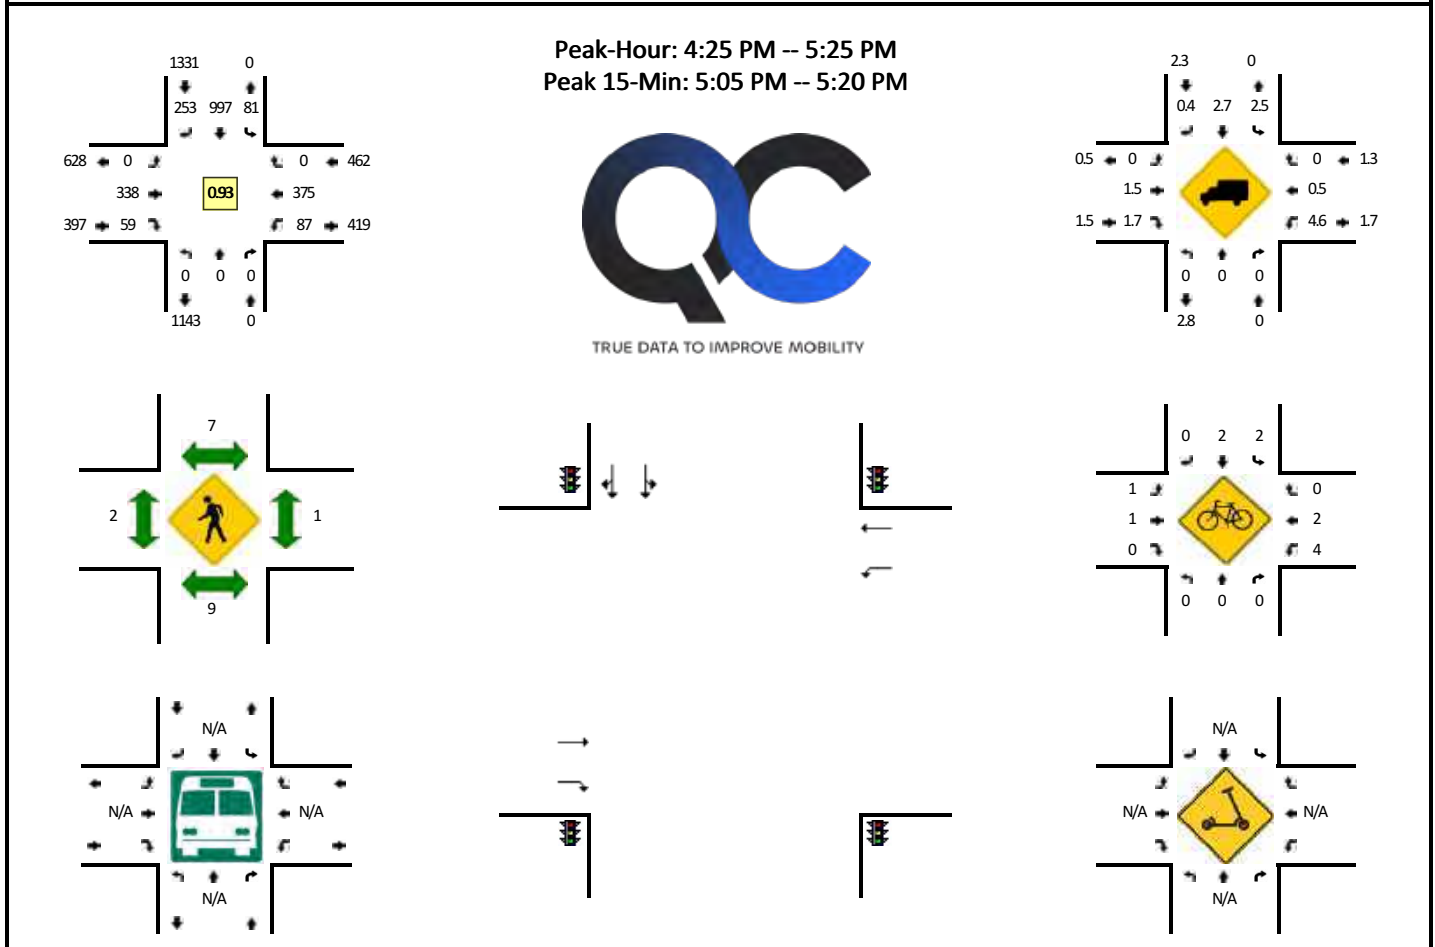 Peak-Hour: 4:25 PM -- 5:25 PM
Peak 15-Min: 5:05 PM -- 5:20 PM
1331 0
253 997 81
628 0 0 462
338 0.93 375
397 59 87 419
0 0 0
1143 0
QC
TRUE DATA TO IMPROVE MOBILITY
2.3 0
0.4 2.7 2.5
0.5 0 0 1.3
1.5 0.5
1.5 1.7 4.6 1.7
0 0 0
2.8 0
7
2 1
9
0 2 2
1 0
1 2
0 4
0 0 0
N/A
N/A N/A
N/A
N/A
N/A N/A
N/A